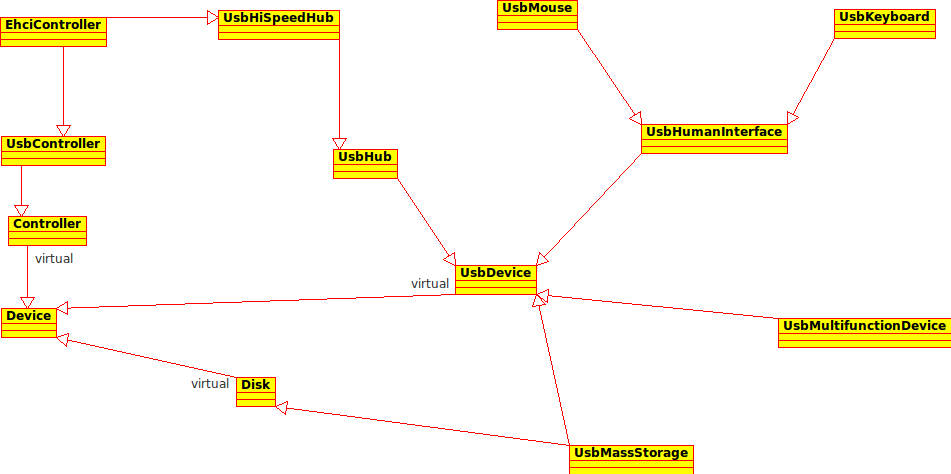 UsbMouse
UsbHiSpeedHub
UsbKeyboard
EhciController
UsbHumanInterface
UsbController
UsbHub
Controller
virtual
UsbDevice
virtual
Device
UsbMultifunctionDevice
virtual
Disk
UsbMassStorage